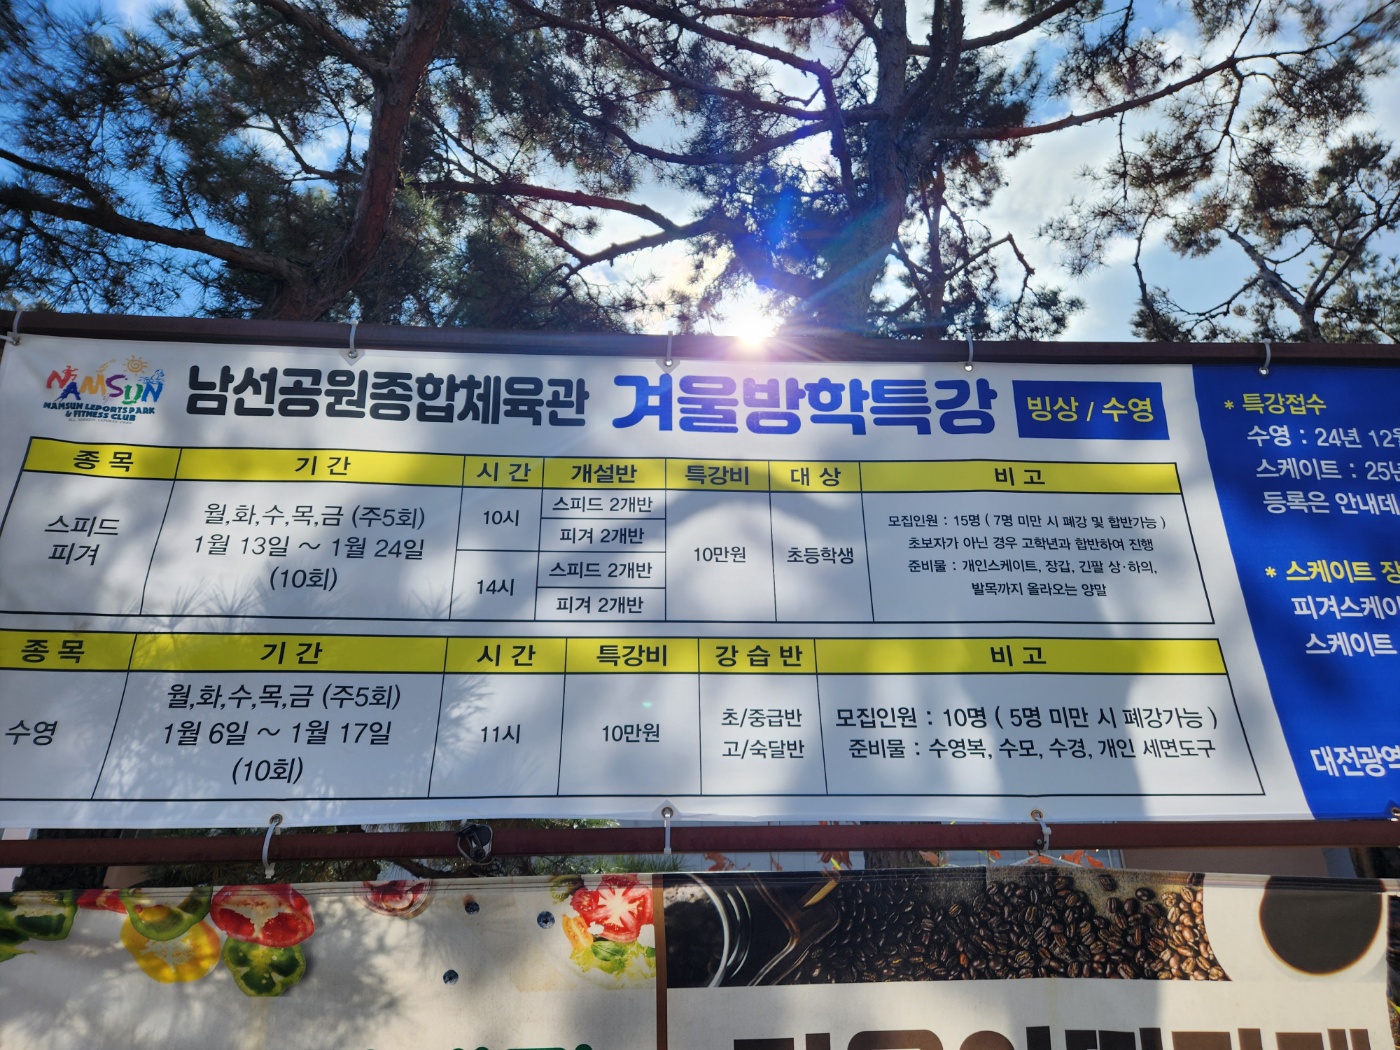 NAMSUN
NAMSUN LEPORTS PARK
& FITNESS CLUB
남선공원종합체육관 겨울방학특강 빙상 / 수영
종 목 기 간 시 간 개설반 특강비 대 상 비 고
스피드
피겨
월,화,수,목,금 (주5회)
1월 13일 ~ 1월 24일
(10회)
10시
14시
스피드 2개반
피겨 2개반
스피드 2개반
피겨 2개반
10만원
초등학생
모집인원 : 15명 ( 7명 미만 시 폐강 및 합반가능 )
초보자가 아닌 경우 고학년과 합반하여 진행
준비물 : 개인스케이트, 장갑, 긴팔 상·하의,
발목까지 올라오는 양말
종 목 기 간 시 간 특강비 강 습 반 비 고
수영
월,화,수,목,금 (주5회)
1월 6일 ~ 1월 17일
(10회)
11시
10만원
초/중급반
고/숙달반
모집인원 : 10명 ( 5명 미만 시 폐강가능 )
준비물 : 수영복, 수모, 수경, 개인 세면도구
* 특강접수
수영 : 24년 12월
스케이트 : 25년
등록은 안내데
* 스케이트 장
피겨스케이
스케이트
대전광역